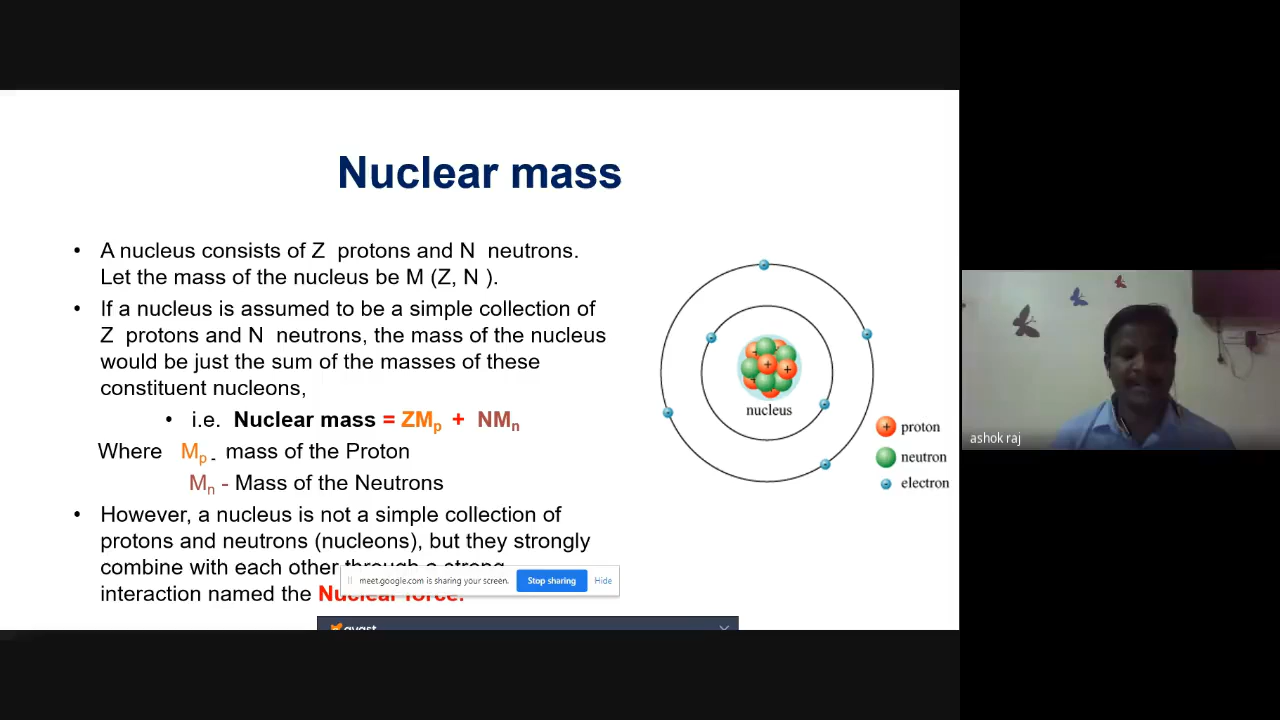 Nuclear mass
• A nucleus consists of Z protons and N neutrons.
Let the mass of the nucleus be M (Z, N ).
• If a nucleus is assumed to be a simple collection of
Z protons and N neutrons, the mass of the nucleus
would be just the sum of the masses of these
constituent nucleons,
• i.e. Nuclear mass = ZMp + NMn
Where Mp - mass of the Proton
Mn - Mass of the Neutrons
• However, a nucleus is not a simple collection of
protons and neutrons (nucleons), but they strongly
combine with each other through a strong
interaction named the Nuclear force.
nucleus
proton
neutron
electron
meet.google.com is sharing your screen. Stop sharing Hide
avast
ashok raj